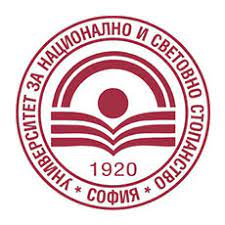 УНИВЕРСИТЕТ ЗА НАЦИОНАЛНО И СВЕТОВНО СТОПАНСТВО
1920
* СОФИЯ *